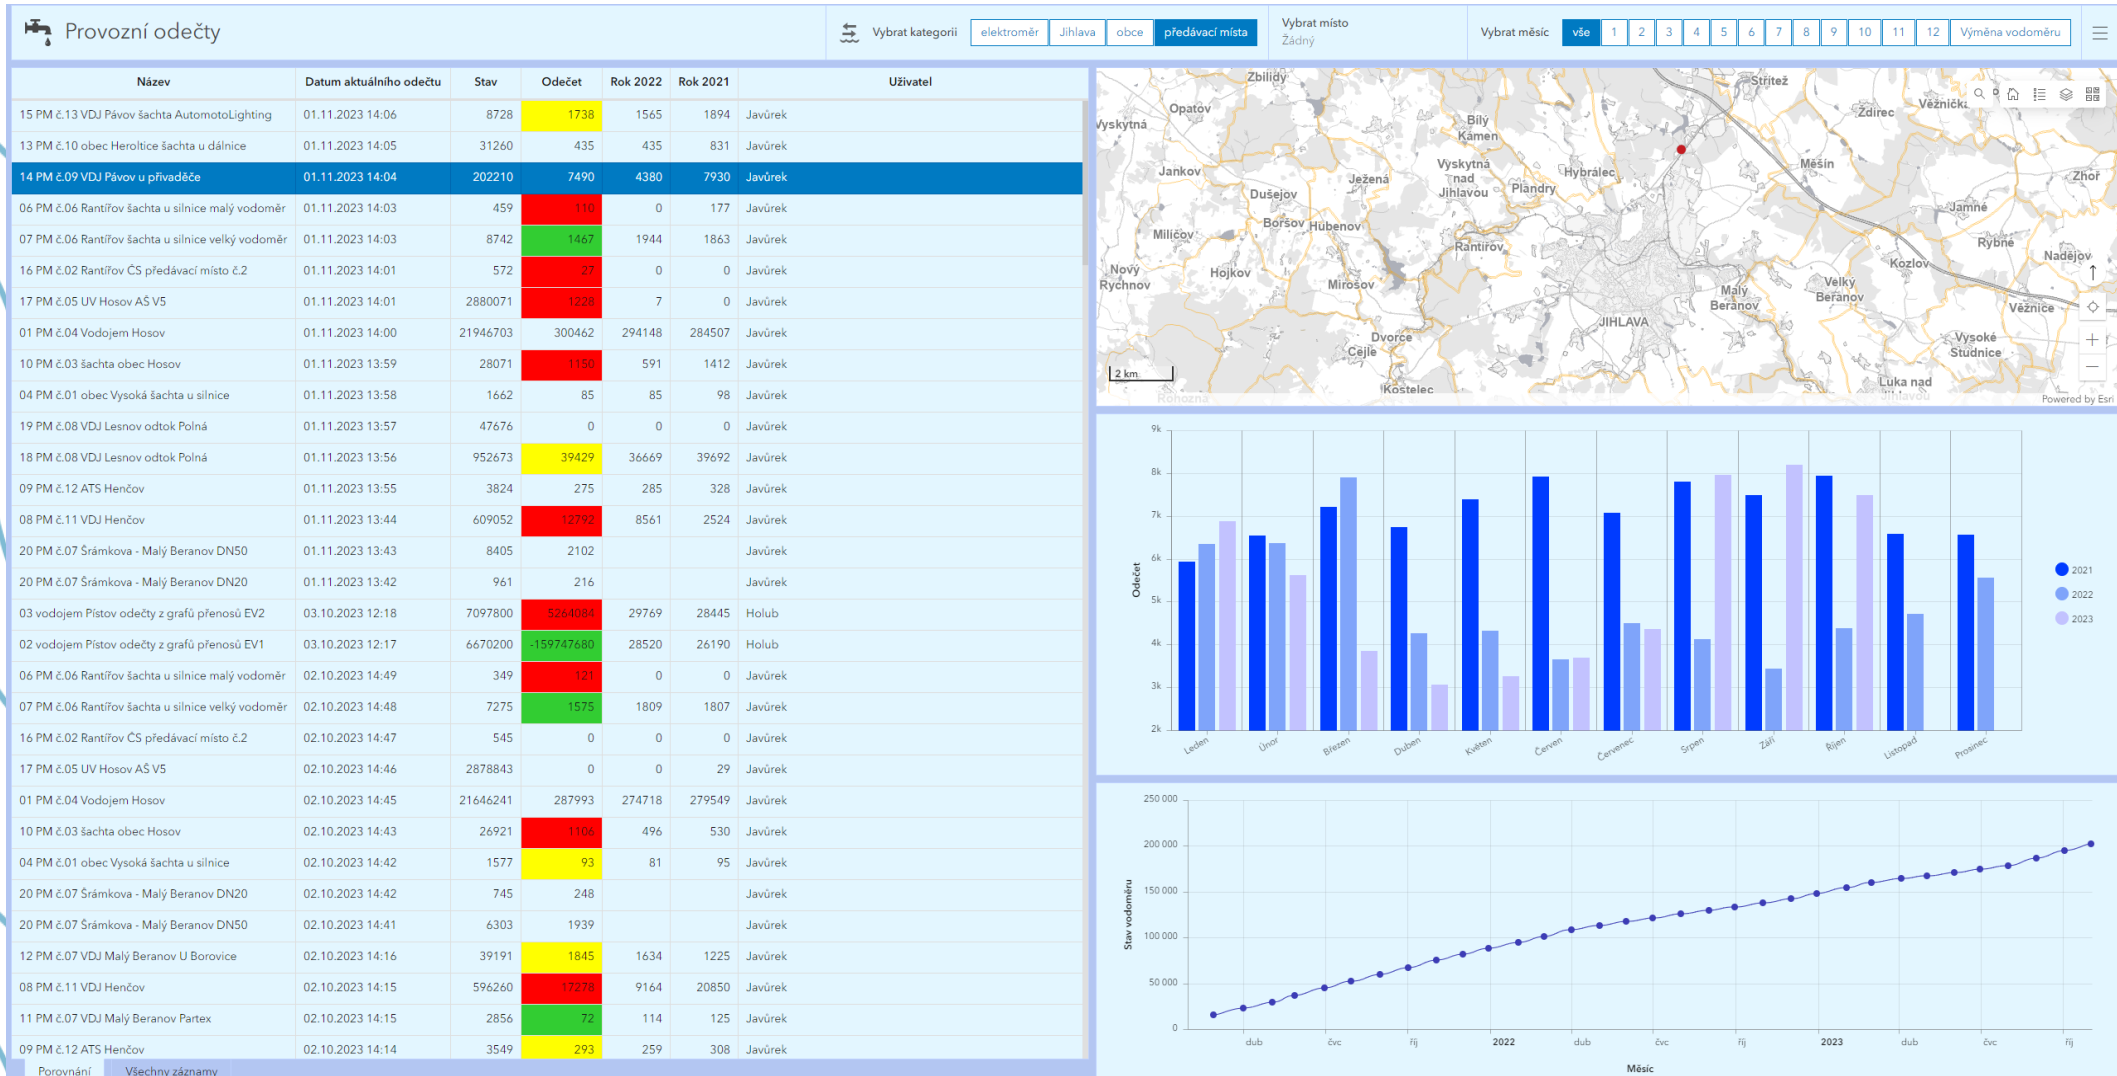 Provozní odečty
Vybrat kategorii elektroměr Jihlava obce předávací místa
Vybrat místo
Žádný
Vybrat měsíc vše 1 2 3 4 5 6 7 8 9 10 11 12 Výměna vodoměru
Název Datum aktuálního odečtu Stav Odečet Rok 2022 Rok 2021 Uživatel
15 PM č.13 VDJ Pávov šachta AutomotoLighting 01.11.2023 14:06 8728 1738 1565 1894 Javůrek
13 PM č.10 obec Heroltice šachta u dálnice 01.11.2023 14:05 31260 435 435 831 Javůrek
14 PM č.09 VDJ Pávov u přivaděče 01.11.2023 14:04 202210 7490 4380 7930 Javůrek
06 PM č.06 Rantířov šachta u silnice malý vodoměr 01.11.2023 14:03 459 110 0 177 Javůrek
07 PM č.06 Rantířov šachta u silnice velký vodoměr 01.11.2023 14:03 8742 1467 1944 1863 Javůrek
16 PM č.02 Rantířov ČS předávací místo č.2 01.11.2023 14:01 572 27 0 0 Javůrek
17 PM č.05 UV Hosov AŠ V5 01.11.2023 14:01 2880071 1228 7 0 Javůrek
01 PM č.04 Vodojem Hosov 01.11.2023 14:00 21946703 300462 294148 284507 Javůrek
10 PM č.03 šachta obec Hosov 01.11.2023 13:59 28071 1150 591 1412 Javůrek
04 PM č.01 obec Vysoká šachta u silnice 01.11.2023 13:58 1662 85 85 98 Javůrek
19 PM č.08 VDJ Lesnov odtok Polná 01.11.2023 13:57 47676 0 0 0 Javůrek
18 PM č.08 VDJ Lesnov odtok Polná 01.11.2023 13:56 952673 39429 36669 39692 Javůrek
09 PM č.12 ATS Henčov 01.11.2023 13:55 3824 275 285 328 Javůrek
08 PM č.11 VDJ Henčov 01.11.2023 13:44 609052 12792 8561 2524 Javůrek
20 PM č.07 Šrámkova - Malý Beranov DN50 01.11.2023 13:43 8405 2102 Javůrek
20 PM č.07 Šrámkova - Malý Beranov DN20 01.11.2023 13:42 961 216 Javůrek
03 vodojem Pístov odečty z grafů přenosů EV2 03.10.2023 12:18 7097800 5264084 29769 28445 Holub
02 vodojem Pístov odečty z grafů přenosů EV1 03.10.2023 12:17 6670200 -159747680 28520 26190 Holub
06 PM č.06 Rantířov šachta u silnice malý vodoměr 02.10.2023 14:49 349 121 0 0 Javůrek
07 PM č.06 Rantířov šachta u silnice velký vodoměr 02.10.2023 14:48 7275 1575 1809 1807 Javůrek
16 PM č.02 Rantířov ČS předávací místo č.2 02.10.2023 14:47 545 0 0 0 Javůrek
17 PM č.05 UV Hosov AŠ V5 02.10.2023 14:46 2878843 0 0 29 Javůrek
01 PM č.04 Vodojem Hosov 02.10.2023 14:45 21646241 287993 274718 279549 Javůrek
10 PM č.03 šachta obec Hosov 02.10.2023 14:43 26921 1106 496 530 Javůrek
04 PM č.01 obec Vysoká šachta u silnice 02.10.2023 14:42 1577 93 81 95 Javůrek
20 PM č.07 Šrámkova - Malý Beranov DN20 02.10.2023 14:42 745 248 Javůrek
20 PM č.07 Šrámkova - Malý Beranov DN50 02.10.2023 14:41 6303 1939 Javůrek
12 PM č.07 VDJ Malý Beranov U Borovice 02.10.2023 14:16 39191 1845 1634 1225 Javůrek
08 PM č.11 VDJ Henčov 02.10.2023 14:15 596260 17278 9164 20850 Javůrek
11 PM č.07 VDJ Malý Beranov Partex 02.10.2023 14:15 2856 72 114 125 Javůrek
09 PM č.12 ATS Henčov 02.10.2023 14:14 3549 293 259 308 Javůrek
Porovnání Všechny záznamy
Zbilidy
Střítež
Opatov
Věžnička
Ždírec
Vyskytná
Bílý
Kámen
Jankov
Ježená
Vyskytná
nad
Jihlavou
Hybrálec
Měšín
Zhoř
Dušejov
Plandry
Jamné
Boršov
Hubenov
Milíčov
Rantířov
Rybné
Nadějov
Nový
Rychnov
Hojkov
Mirošov
Kozlov
Malý
Beranov
Velký
Beranov
Věžnice
JIHLAVA
Dvorce
Cejle
Vysoké
Studnice
2 km
Kostelec
Rohozná
Luka nad
Jihlavou
Powered by Esri
9k
8k
7k
6k
5k
4k
3k
2k
Odečet
Leden Únor Březen Duben Květen Červen Červenec Srpen Září Říjen Listopad Prosinec
2021
2022
2023
250 000
200 000
150 000
100 000
50 000
0
Stav vodoměru
dub čvc říj 2022 dub čvc říj 2023 dub čvc říj
Měsíc